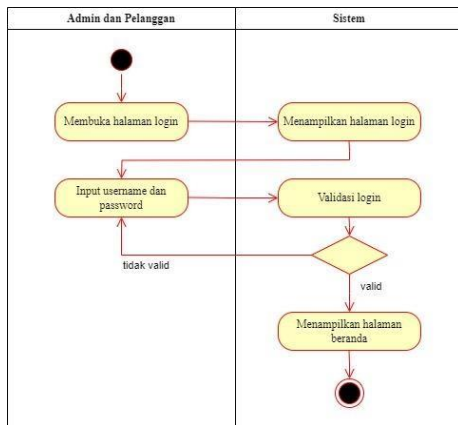 Admin dan Pelanggan
Sistem
Membuka halaman login
Menampilkan halaman login
Input username dan
password
Validasi login
tidak valid
valid
Menampilkan halaman
beranda